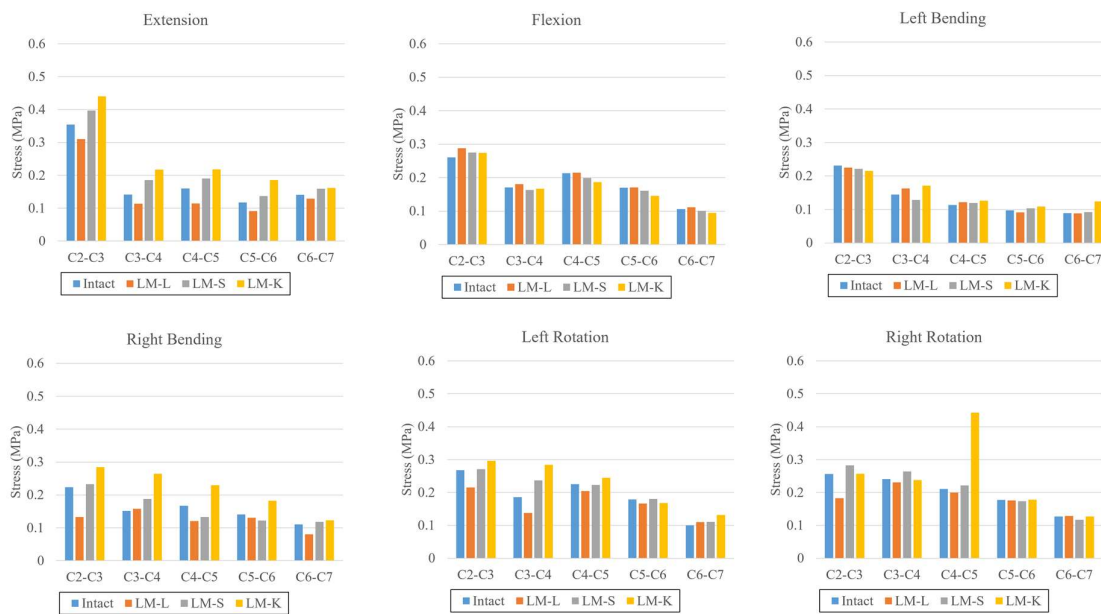 Extension
Stress (MPa)
0.6
0.5
0.4
0.3
0.2
0.1
0
C2-C3 C3-C4 C4-C5 C5-C6 C6-C7
Intact LM-L LM-S LM-K
Flexion
Stress (MPa)
0.6
0.5
0.4
0.3
0.2
0.1
0
C2-C3 C3-C4 C4-C5 C5-C6 C6-C7
Intact LM-L LM-S LM-K
Left Bending
Stress (MPa)
0.6
0.5
0.4
0.3
0.2
0.1
0
C2-C3 C3-C4 C4-C5 C5-C6 C6-C7
Intact LM-L LM-S LM-K
Right Bending
Stress (MPa)
0.6
0.5
0.4
0.3
0.2
0.1
0
C2-C3 C3-C4 C4-C5 C5-C6 C6-C7
Intact LM-L LM-S LM-K
Left Rotation
Stress (MPa)
0.6
0.5
0.4
0.3
0.2
0.1
0
C2-C3 C3-C4 C4-C5 C5-C6 C6-C7
Intact LM-L LM-S LM-K
Right Rotation
Stress (MPa)
0.6
0.5
0.4
0.3
0.2
0.1
0
C2-C3 C3-C4 C4-C5 C5-C6 C6-C7
Intact LM-L LM-S LM-K